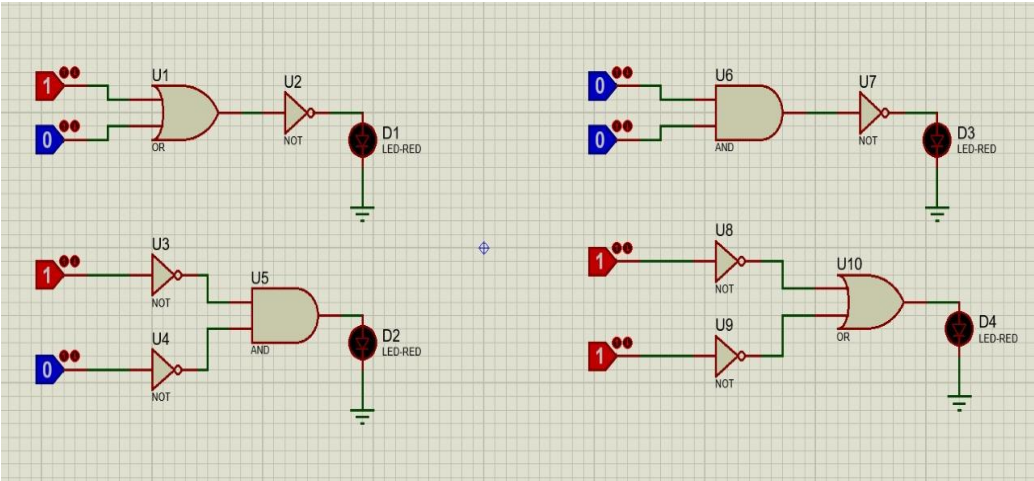 1
0
U1
OR
U2
NOT
D1
LED-RED
0
0
U6
AND
U7
NOT
D3
LED-RED
1
0
U3
NOT
U4
NOT
U5
AND
D2
LED-RED
1
1
U8
NOT
U9
NOT
U10
OR
D4
LED-RED